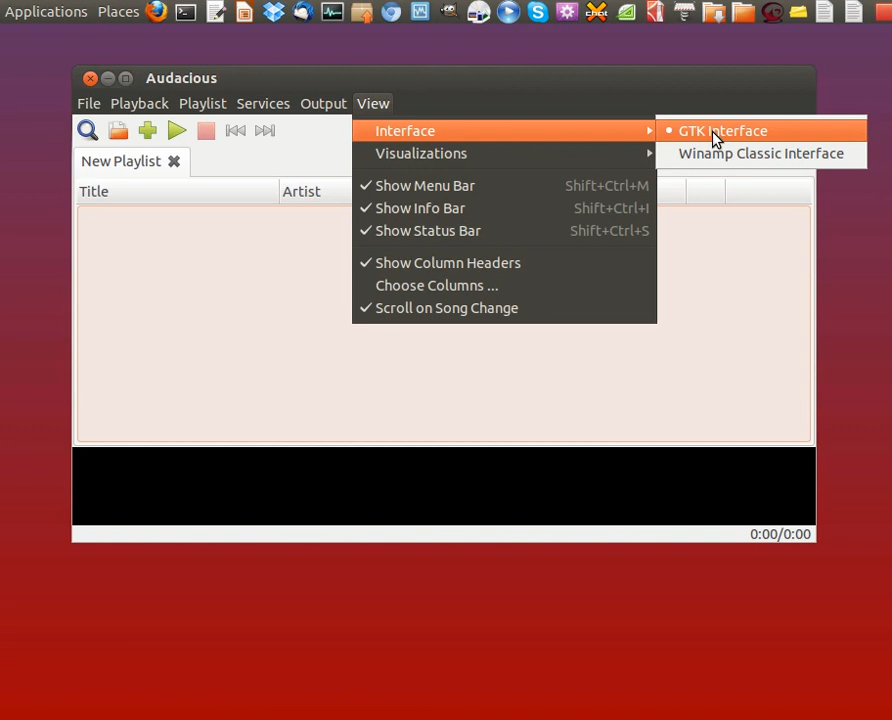 Applications Places
Audacious
File Playback Playlist Services Output View
Interface
GTK Interface
Visualizations
Winamp Classic Interface
New Playlist
Title Artist
Show Menu Bar Shift+Ctrl+M
Show Info Bar Shift+Ctrl+I
Show Status Bar Shift+Ctrl+S
Show Column Headers
Choose Columns ...
Scroll on Song Change
0:00/0:00